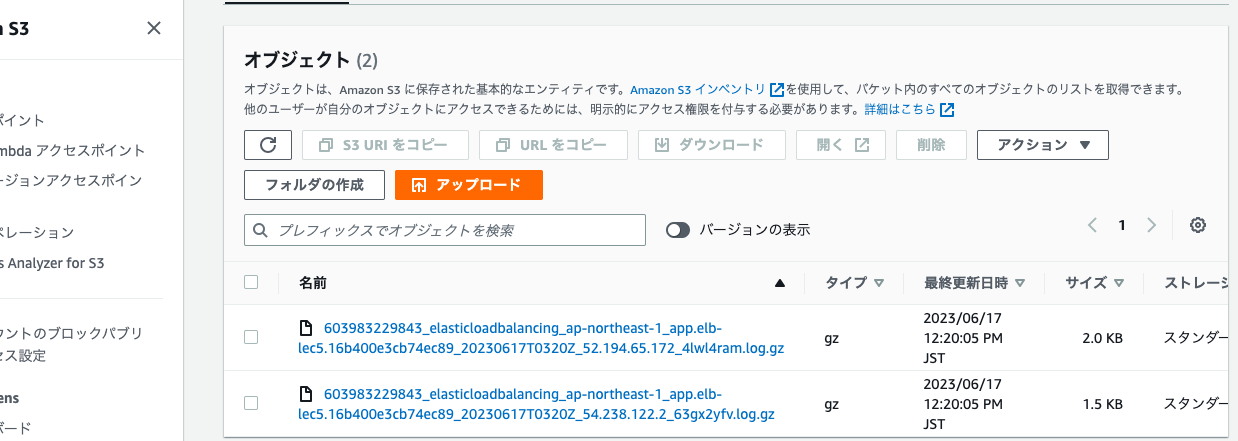 n S3
オブジェクト (2)
オブジェクトは、Amazon S3 に保存された基本的なエンティティです。Amazon S3 インベントリ を使用して、バケット内のすべてのオブジェクトのリストを取得できます。
他のユーザーが自分のオブジェクトにアクセスできるためには、明示的にアクセス権限を付与する必要があります。詳細はこちら
S3 URI をコピー
URL をコピー
ダウンロード
開く
削除
アクション
フォルダの作成
アップロード
プレフィックスでオブジェクトを検索
バージョンの表示
1
名前
タイプ
最終更新日時
サイズ
ストレージ
603983229843_elasticloadbalancing_ap-northeast-1_app.elb-
lec5.16b400e3cb74ec89_20230617T0320Z_52.194.65.172_4lwl4ram.log.gz
gz
2023/06/17
12:20:05 PM
JST
2.0 KB
スタンダー
603983229843_elasticloadbalancing_ap-northeast-1_app.elb-
lec5.16b400e3cb74ec89_20230617T0320Z_54.238.122.2_63gx2yfv.log.gz
gz
2023/06/17
12:20:05 PM
JST
1.5 KB
スタンダー
ポイント
mbda アクセスポイント
ージョンアクセスポイン
ペレーション
s Analyzer for S3
ウントのブロックパブリ
セス設定
ens
ボード